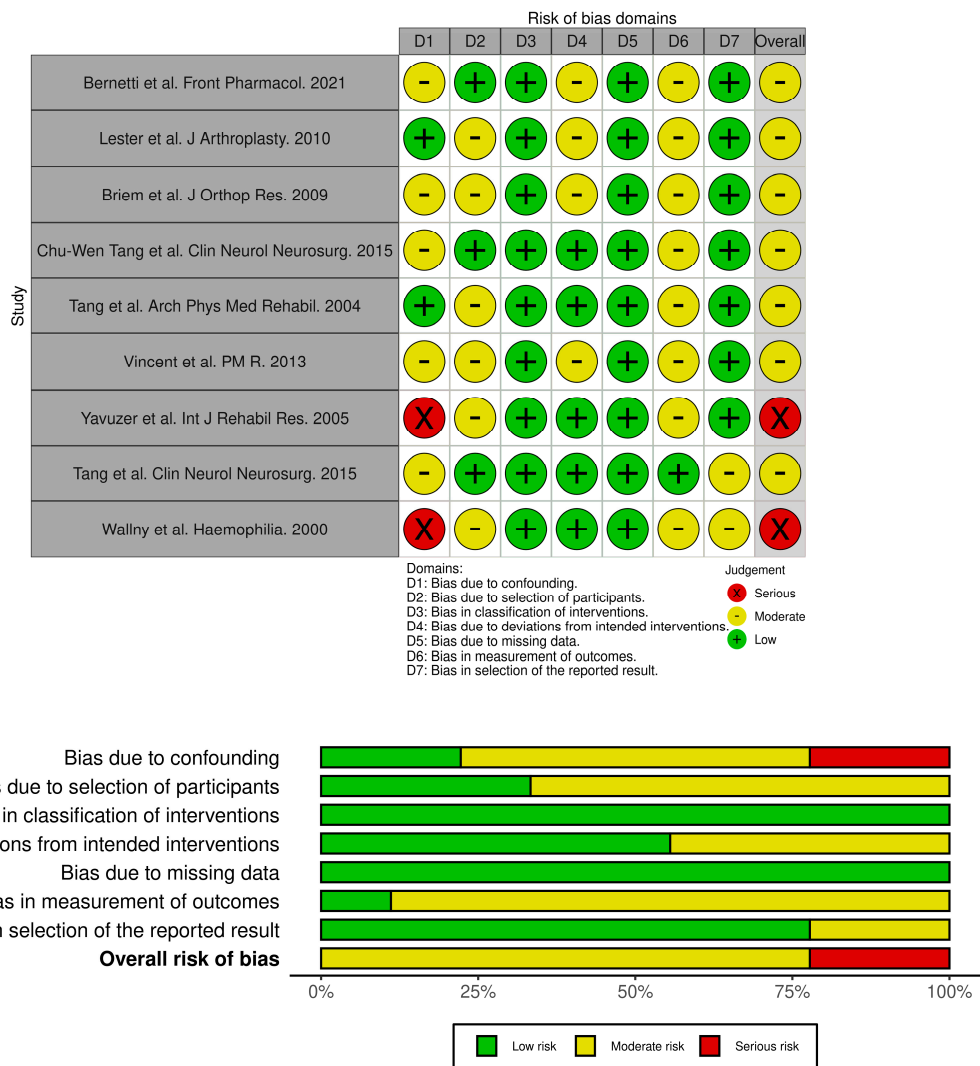 Risk of bias domains
D1 D2 D3 D4 D5 D6 D7 Overall
Study
Bernetti et al. Front Pharmacol. 2021 - + + - + - + -
Lester et al. J Arthroplasty. 2010 + - + - + - + -
Briem et al. J Orthop Res. 2009 - - + - + - + -
Chu-Wen Tang et al. Clin Neurol Neurosurg. 2015 - + + + + - + -
Tang et al. Arch Phys Med Rehabil. 2004 + - + + + - + -
Vincent et al. PM R. 2013 - - + - + - + -
Yavuzer et al. Int J Rehabil Res. 2005 X - + + + - + X
Tang et al. Clin Neurol Neurosurg. 2015 - + + + + + - -
Wallny et al. Haemophilia. 2000 X - + + + - - X
Domains:
D1: Bias due to confounding.
D2: Bias due to selection of participants.
D3: Bias in classification of interventions.
D4: Bias due to deviations from intended interventions.
D5: Bias due to missing data.
D6: Bias in measurement of outcomes.
D7: Bias in selection of the reported result.
Judgement
X Serious
- Moderate
+ Low
Bias due to confounding
s due to selection of participants
in classification of interventions
ons from intended interventions
Bias due to missing data
as in measurement of outcomes
n selection of the reported result
Overall risk of bias
0% 25% 50% 75% 100%
Low risk Moderate risk Serious risk